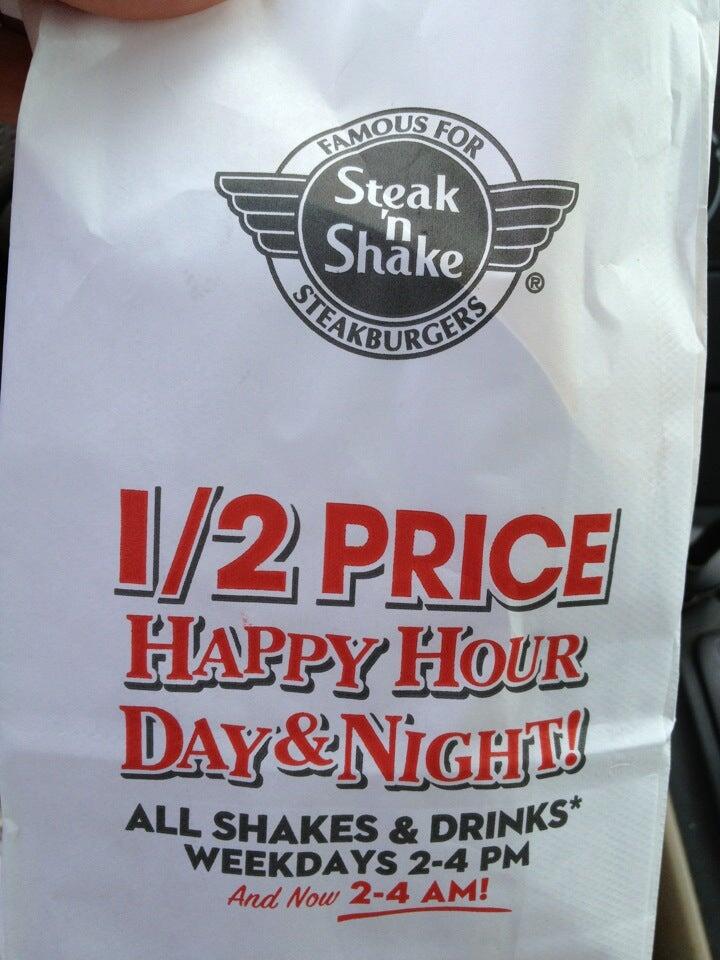 FAMOUS FOR
Steak
'n
Shake
®
STEAKBURGERS
1/2 PRICE
HAPPY HOUR
DAY & NIGHT!
ALL SHAKES & DRINKS*
WEEKDAYS 2-4 PM
And Now 2-4 AM!